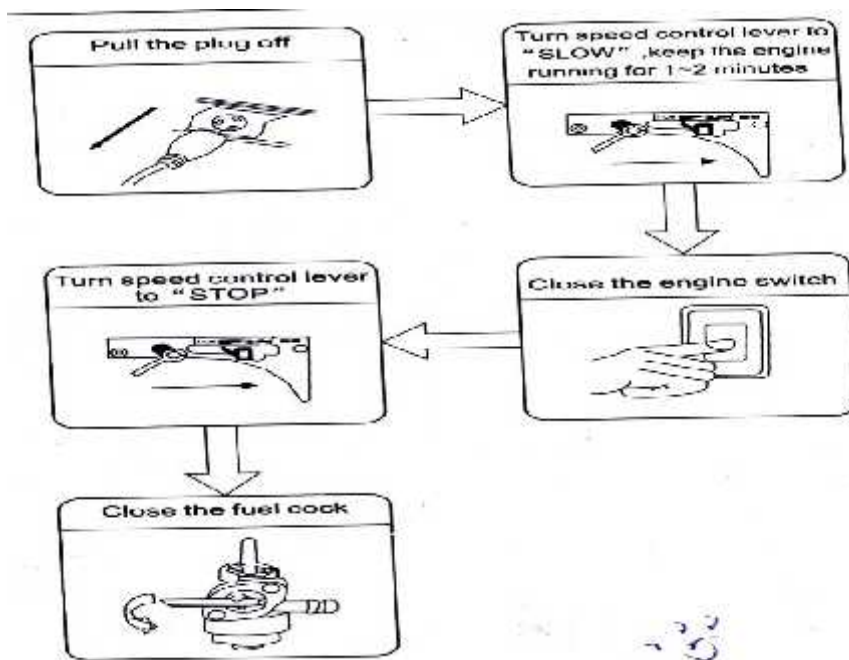 Pull the plug off
Turn speed control lever to
"SLOW" ,keep the engine
running for 1~2 minutes
Close the engine switch
Turn speed control lever
to "STOP"
Close the fuel cock